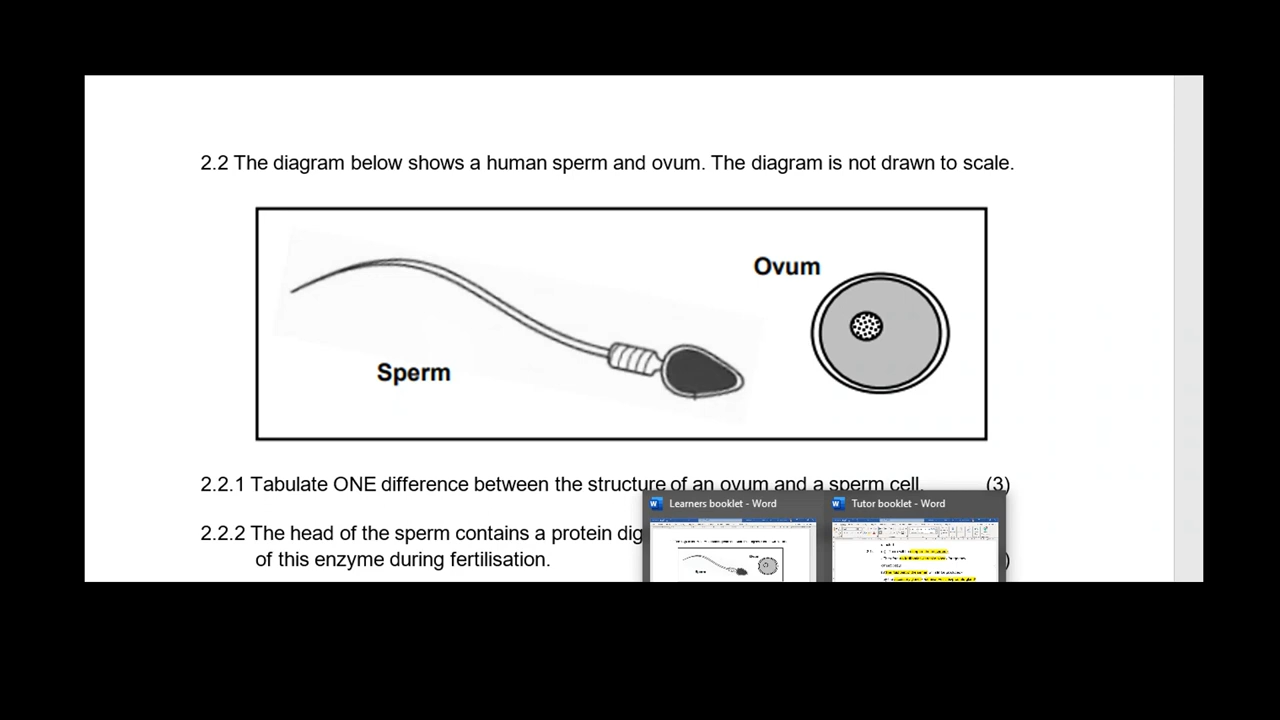 2.2 The diagram below shows a human sperm and ovum. The diagram is not drawn to scale.
Ovum
Sperm
2.2.1 Tabulate ONE difference between the structure of an ovum and a sperm cell. (3)
Learners booklet - Word
Tutor booklet - Word
2.2.2 The head of the sperm contains a protein dig
of this enzyme during fertilisation. )